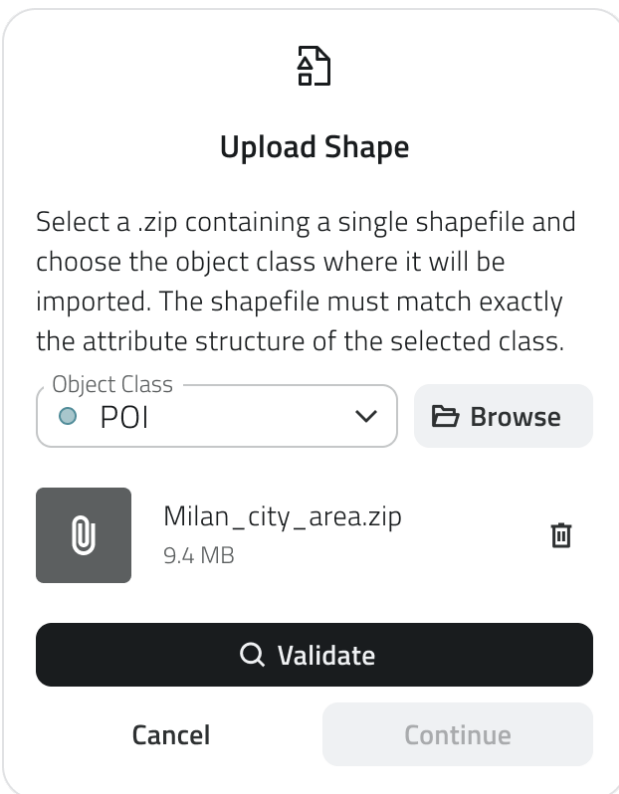 Upload Shape
Select a .zip containing a single shapefile and
choose the object class where it will be
imported. The shapefile must match exactly
the attribute structure of the selected class.
Object Class
POI
Browse
Milan_city_area.zip
9.4 MB
Validate
Cancel
Continue